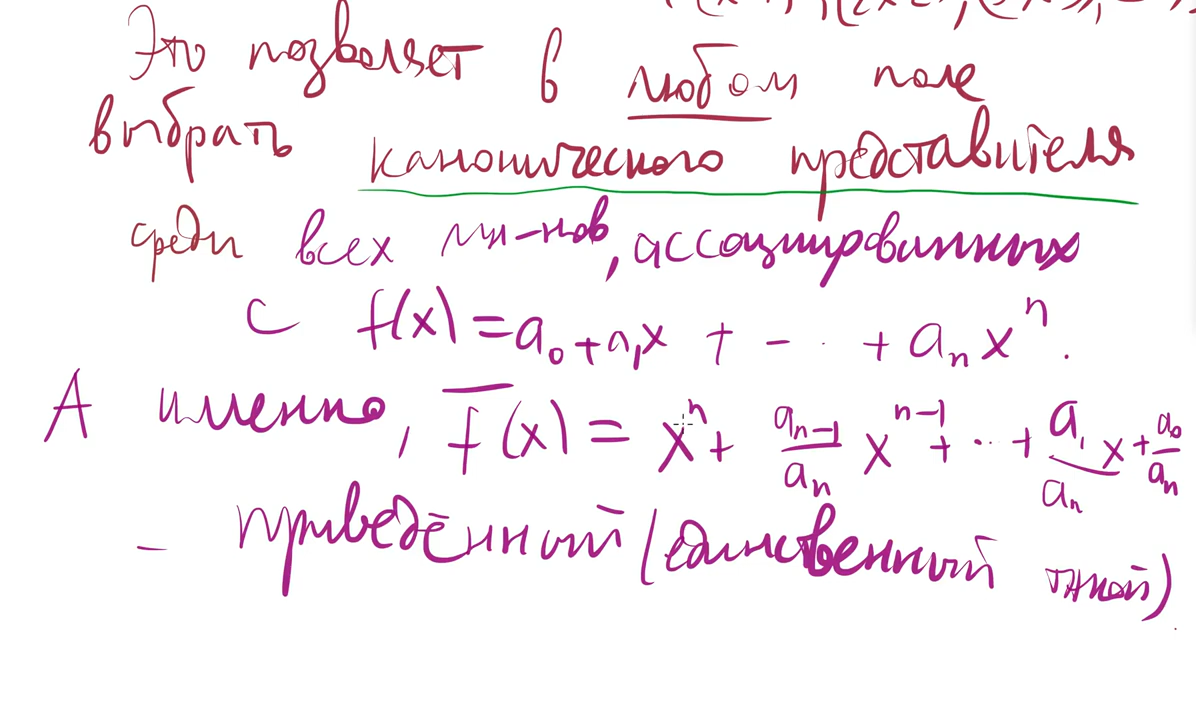 Это позволяет в любом поле
выбрать канонического представителя
среди всех мн-нов, ассоциированных
с f(x) = a₀ + a₁x + - · · + aₙxⁿ.
А именно, f̅(x) = xⁿ + aₙ₋₁/aₙ xⁿ⁻¹ + ··· + a₁/aₙ x + a₀/aₙ
- приведённый (единственный такой)